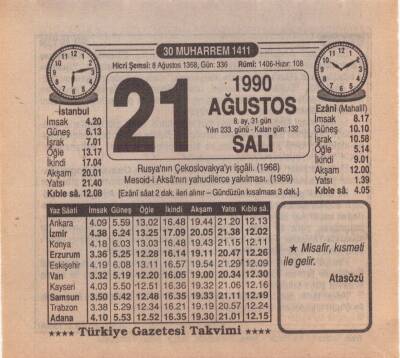 30 MUHARREM 1411
Hicrî Şemsi: 8 Ağustos 1368, Gün: 336 Rûmî: 1406-Hızır: 108
İstanbul
İmsak 4.20
Güneş 6.13
İşrak 7.01
Öğle 13.17
İkindi 17.04
Akşam 20.01
Yatsı 21.40
Kıble sâ. 12.08
21
1990
AĞUSTOS
8. ay, 31 gün
Yılın 233. günü - Kalan gün: 132
SALI
Ezânî (Mahallî)
İmsak 8.17
Güneş 10.10
İşrak 10.58
Öğle 5.14
İkindi 9.01
Akşam 12.00
Yatsı 1.39
Kıble sâ. 4.05
Rusya'nın Çekoslovakya'yı işgâli. (1968)
Mescid-i Aksâ'nın yahudilerce yakılması. (1969)
[Ezânî sâat 2 dak. ileri alınır – Gündüzün kısalması 3 dak.]
Yaz Sâati İmsak Güneş Öğle İkindi Akşam Yatsı Kıble sâ.
Ankara 4.09 5.59 13.02 16.48 19.44 21.20 12.13
İzmir 4.38 6.24 13.25 17.09 20.05 21.38 12.02
Konya 4.18 6.03 13.03 16.48 19.43 21.15 12.11
Erzurum 3.36 5.25 12.28 16.14 19.11 20.47 12.26
Eskişehir 4.19 6.08 13.11 16.57 19.54 21.29 12.09
Van 3.32 5.19 12.20 16.05 19.00 20.34 12.30
Kayseri 4.03 5.50 12.51 16.36 19.32 21.06 12.16
Samsun 3.50 5.42 12.48 16.35 19.33 21.11 12.19
Trabzon 3.38 5.29 12.34 16.21 19.19 20.57 12.24
Adana 4.10 5.53 12.52 16.35 19.30 21.01 12.15
★ Misafir, kısmeti
ile gelir.
Atasözü
★★★★ Türkiye Gazetesi Takvimi ★★★★